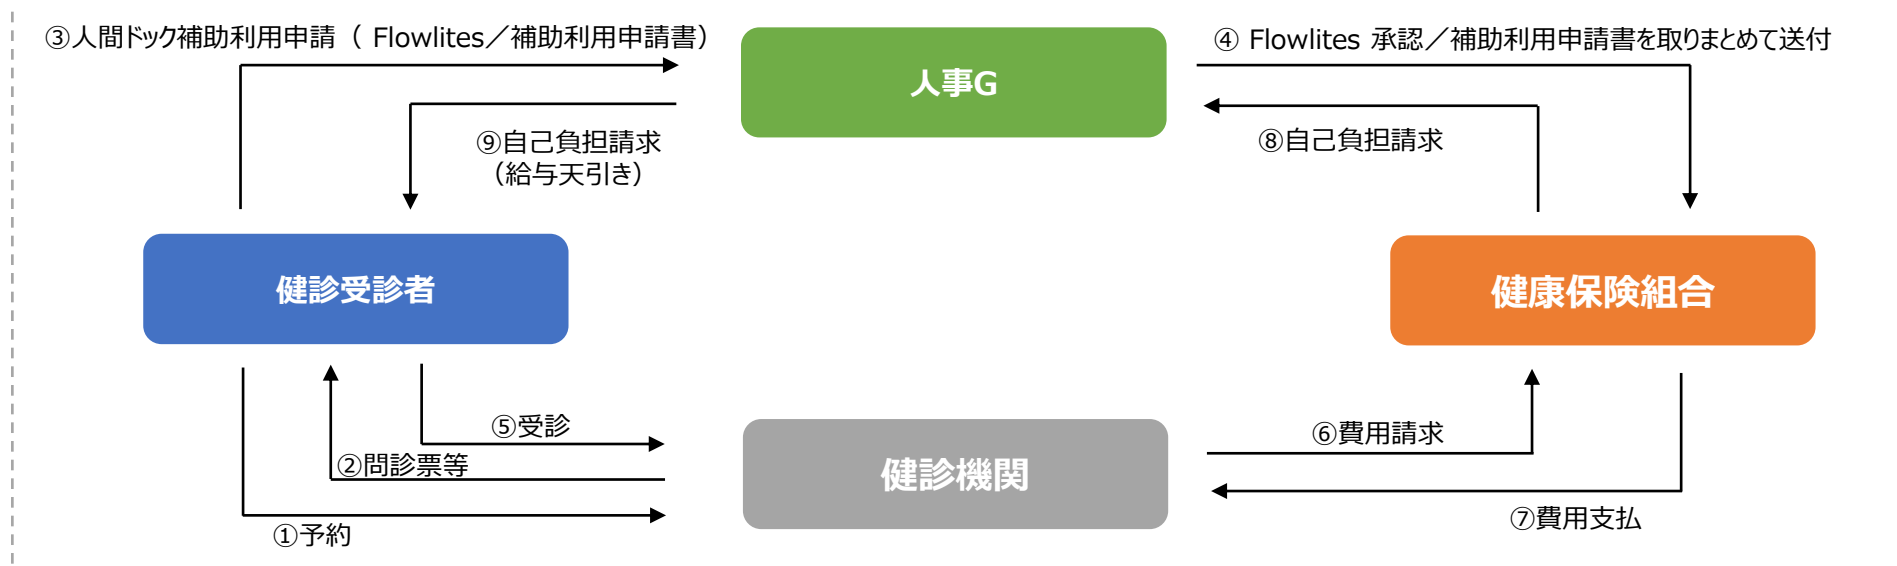 ③人間ドック補助利用申請（ Flowlites／補助利用申請書）
④ Flowlites 承認／補助利用申請書を取りまとめて送付
人事G
⑨自己負担請求
（給与天引き）
⑧自己負担請求
健診受診者
健康保険組合
⑤受診
⑥費用請求
②問診票等
健診機関
①予約
⑦費用支払